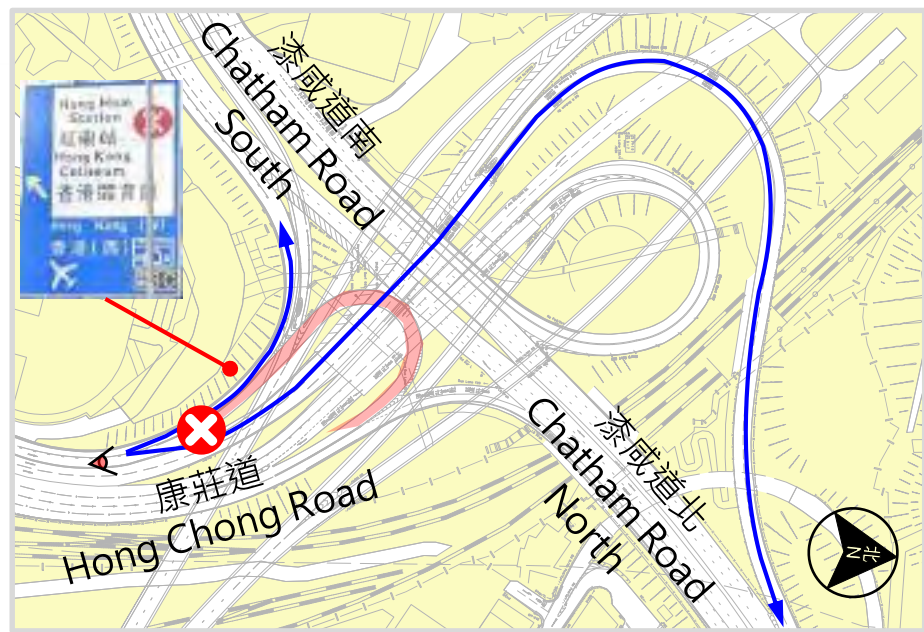 漆咸道南
Chatham Road
South
Hung Hom
Station
紅磡站
Hong Kong
Coliseum
香港體育館
康莊道
Hong Chong Road
漆咸道北
Chatham Road
North
北
N